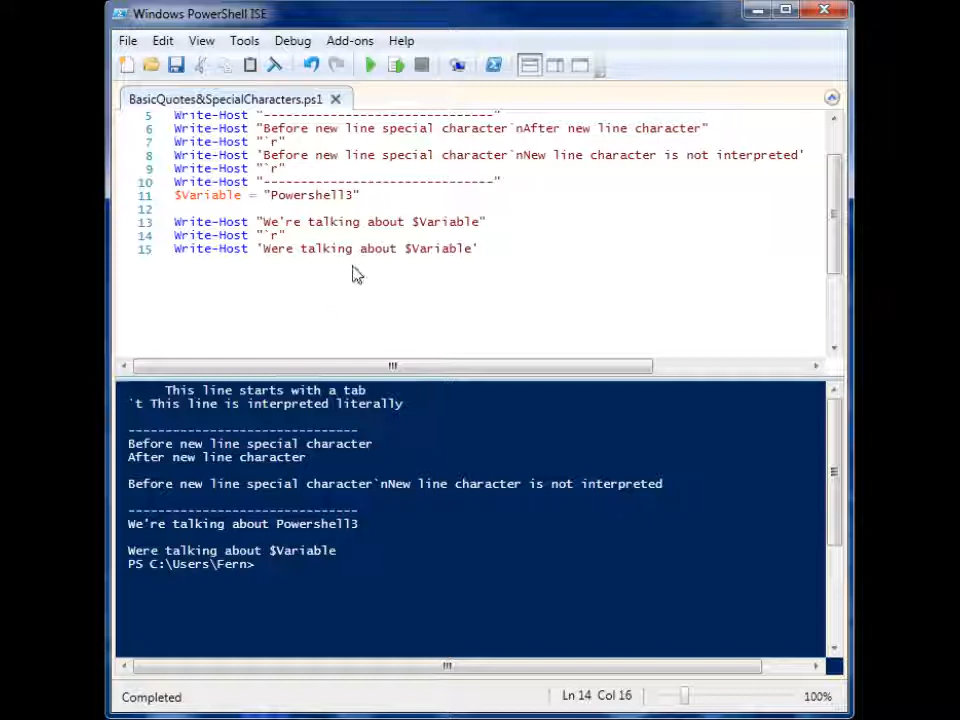 Windows PowerShell ISE
File Edit View Tools Debug Add-ons Help
BasicQuotes&SpecialCharacters.ps1
5 Write-Host "-------------------------------"
6 Write-Host "Before new line special character`nAfter new line character"
7 Write-Host "`r"
8 Write-Host 'Before new line special character`nNew line character is not interpreted'
9 Write-Host "`r"
10 Write-Host "-------------------------------"
11 $Variable = "Powershell3"
12
13 Write-Host "We're talking about $Variable"
14 Write-Host "`r"
15 Write-Host 'Were talking about $Variable'
This line starts with a tab
`t This line is interpreted literally
-------------------------------
Before new line special character
After new line character
Before new line special character`nNew line character is not interpreted
-------------------------------
We're talking about Powershell3
Were talking about $Variable
PS C:\Users\Fern>
Completed Ln 14 Col 16 100%